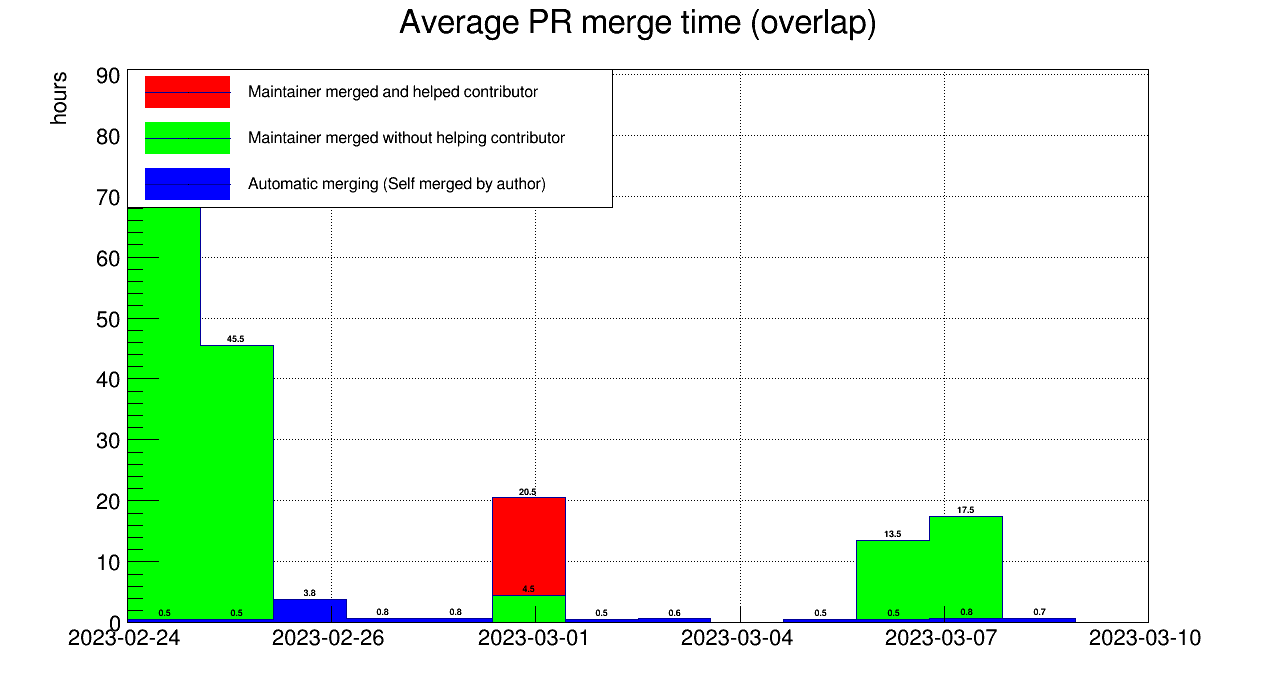 Average PR merge time (overlap)
hours
90
80
70
60
50
40
30
20
10
0
Maintainer merged and helped contributor
Maintainer merged without helping contributor
Automatic merging (Self merged by author)
45.5
20.5
17.5
13.5
4.5
3.8
0.5 0.5 0.8 0.8 0.5 0.6 0.5 0.5 0.8 0.7
2023-02-24 2023-02-26 2023-03-01 2023-03-04 2023-03-07 2023-03-10